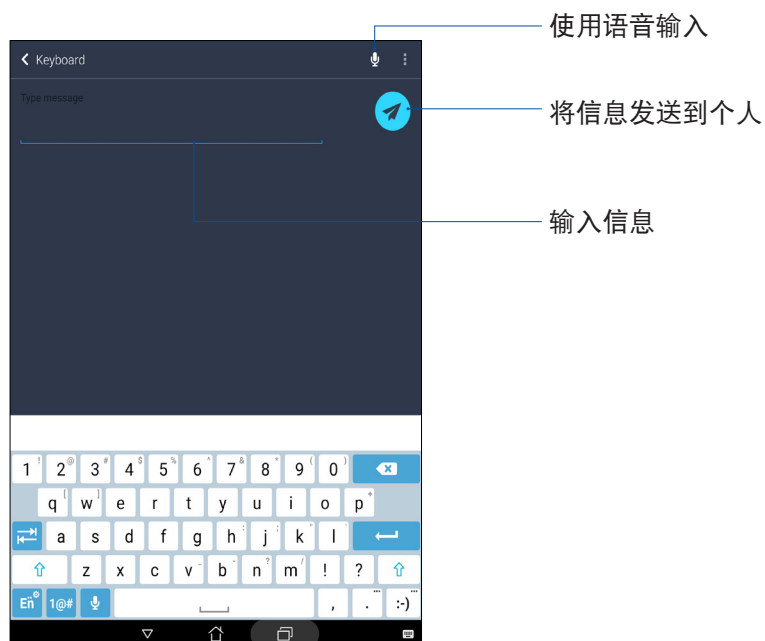 使用语音输入
Keyboard
Type message
将信息发送到个人
输入信息
1 ! 2 @ 3 # 4 $ 5 % 6 ^ 7 & 8 * 9 ( 0 )
q [ w ] e r t y u i o p +
a s d f g h : j ; k " l '
z x c v - b _ n ? m / ! ?
En 1@# , . ... :-) ...